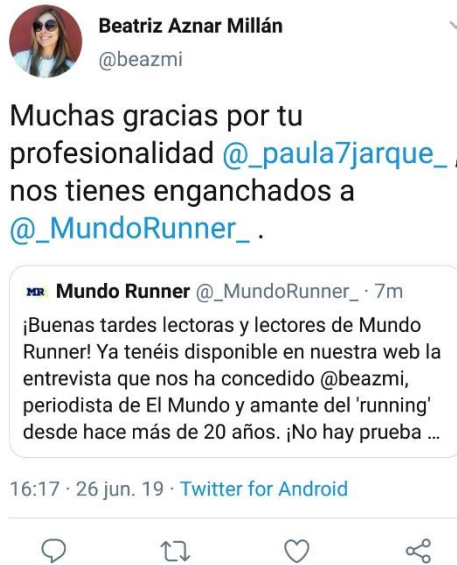 Beatriz Aznar Millán
@beazmi
Muchas gracias por tu
profesionalidad @_paula7jarque_ ,
nos tienes enganchados a
@_MundoRunner_ .
MR Mundo Runner @_MundoRunner_ · 7m
¡Buenas tardes lectoras y lectores de Mundo
Runner! Ya tenéis disponible en nuestra web la
entrevista que nos ha concedido @beazmi,
periodista de El Mundo y amante del 'running'
desde hace más de 20 años. ¡No hay prueba ...
16:17 · 26 jun. 19 · Twitter for Android